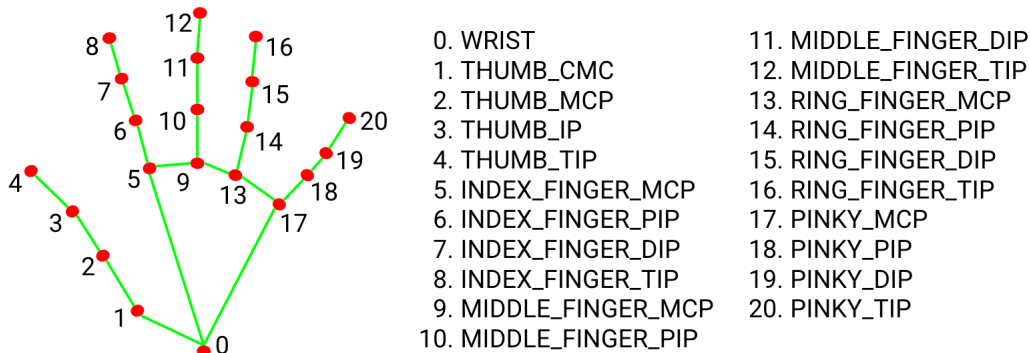 12
8
16
11
7
15
10
6
14
20
19
5
9
13
18
4
17
3
2
1
0
0. WRIST
1. THUMB_CMC
2. THUMB_MCP
3. THUMB_IP
4. THUMB_TIP
5. INDEX_FINGER_MCP
6. INDEX_FINGER_PIP
7. INDEX_FINGER_DIP
8. INDEX_FINGER_TIP
9. MIDDLE_FINGER_MCP
10. MIDDLE_FINGER_PIP
11. MIDDLE_FINGER_DIP
12. MIDDLE_FINGER_TIP
13. RING_FINGER_MCP
14. RING_FINGER_PIP
15. RING_FINGER_DIP
16. RING_FINGER_TIP
17. PINKY_MCP
18. PINKY_PIP
19. PINKY_DIP
20. PINKY_TIP